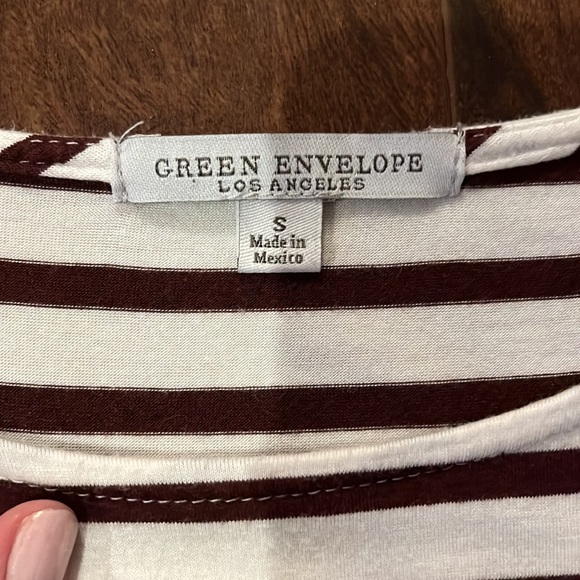 GREEN ENVELOPE
LOS ANGELES
S
Made in
Mexico